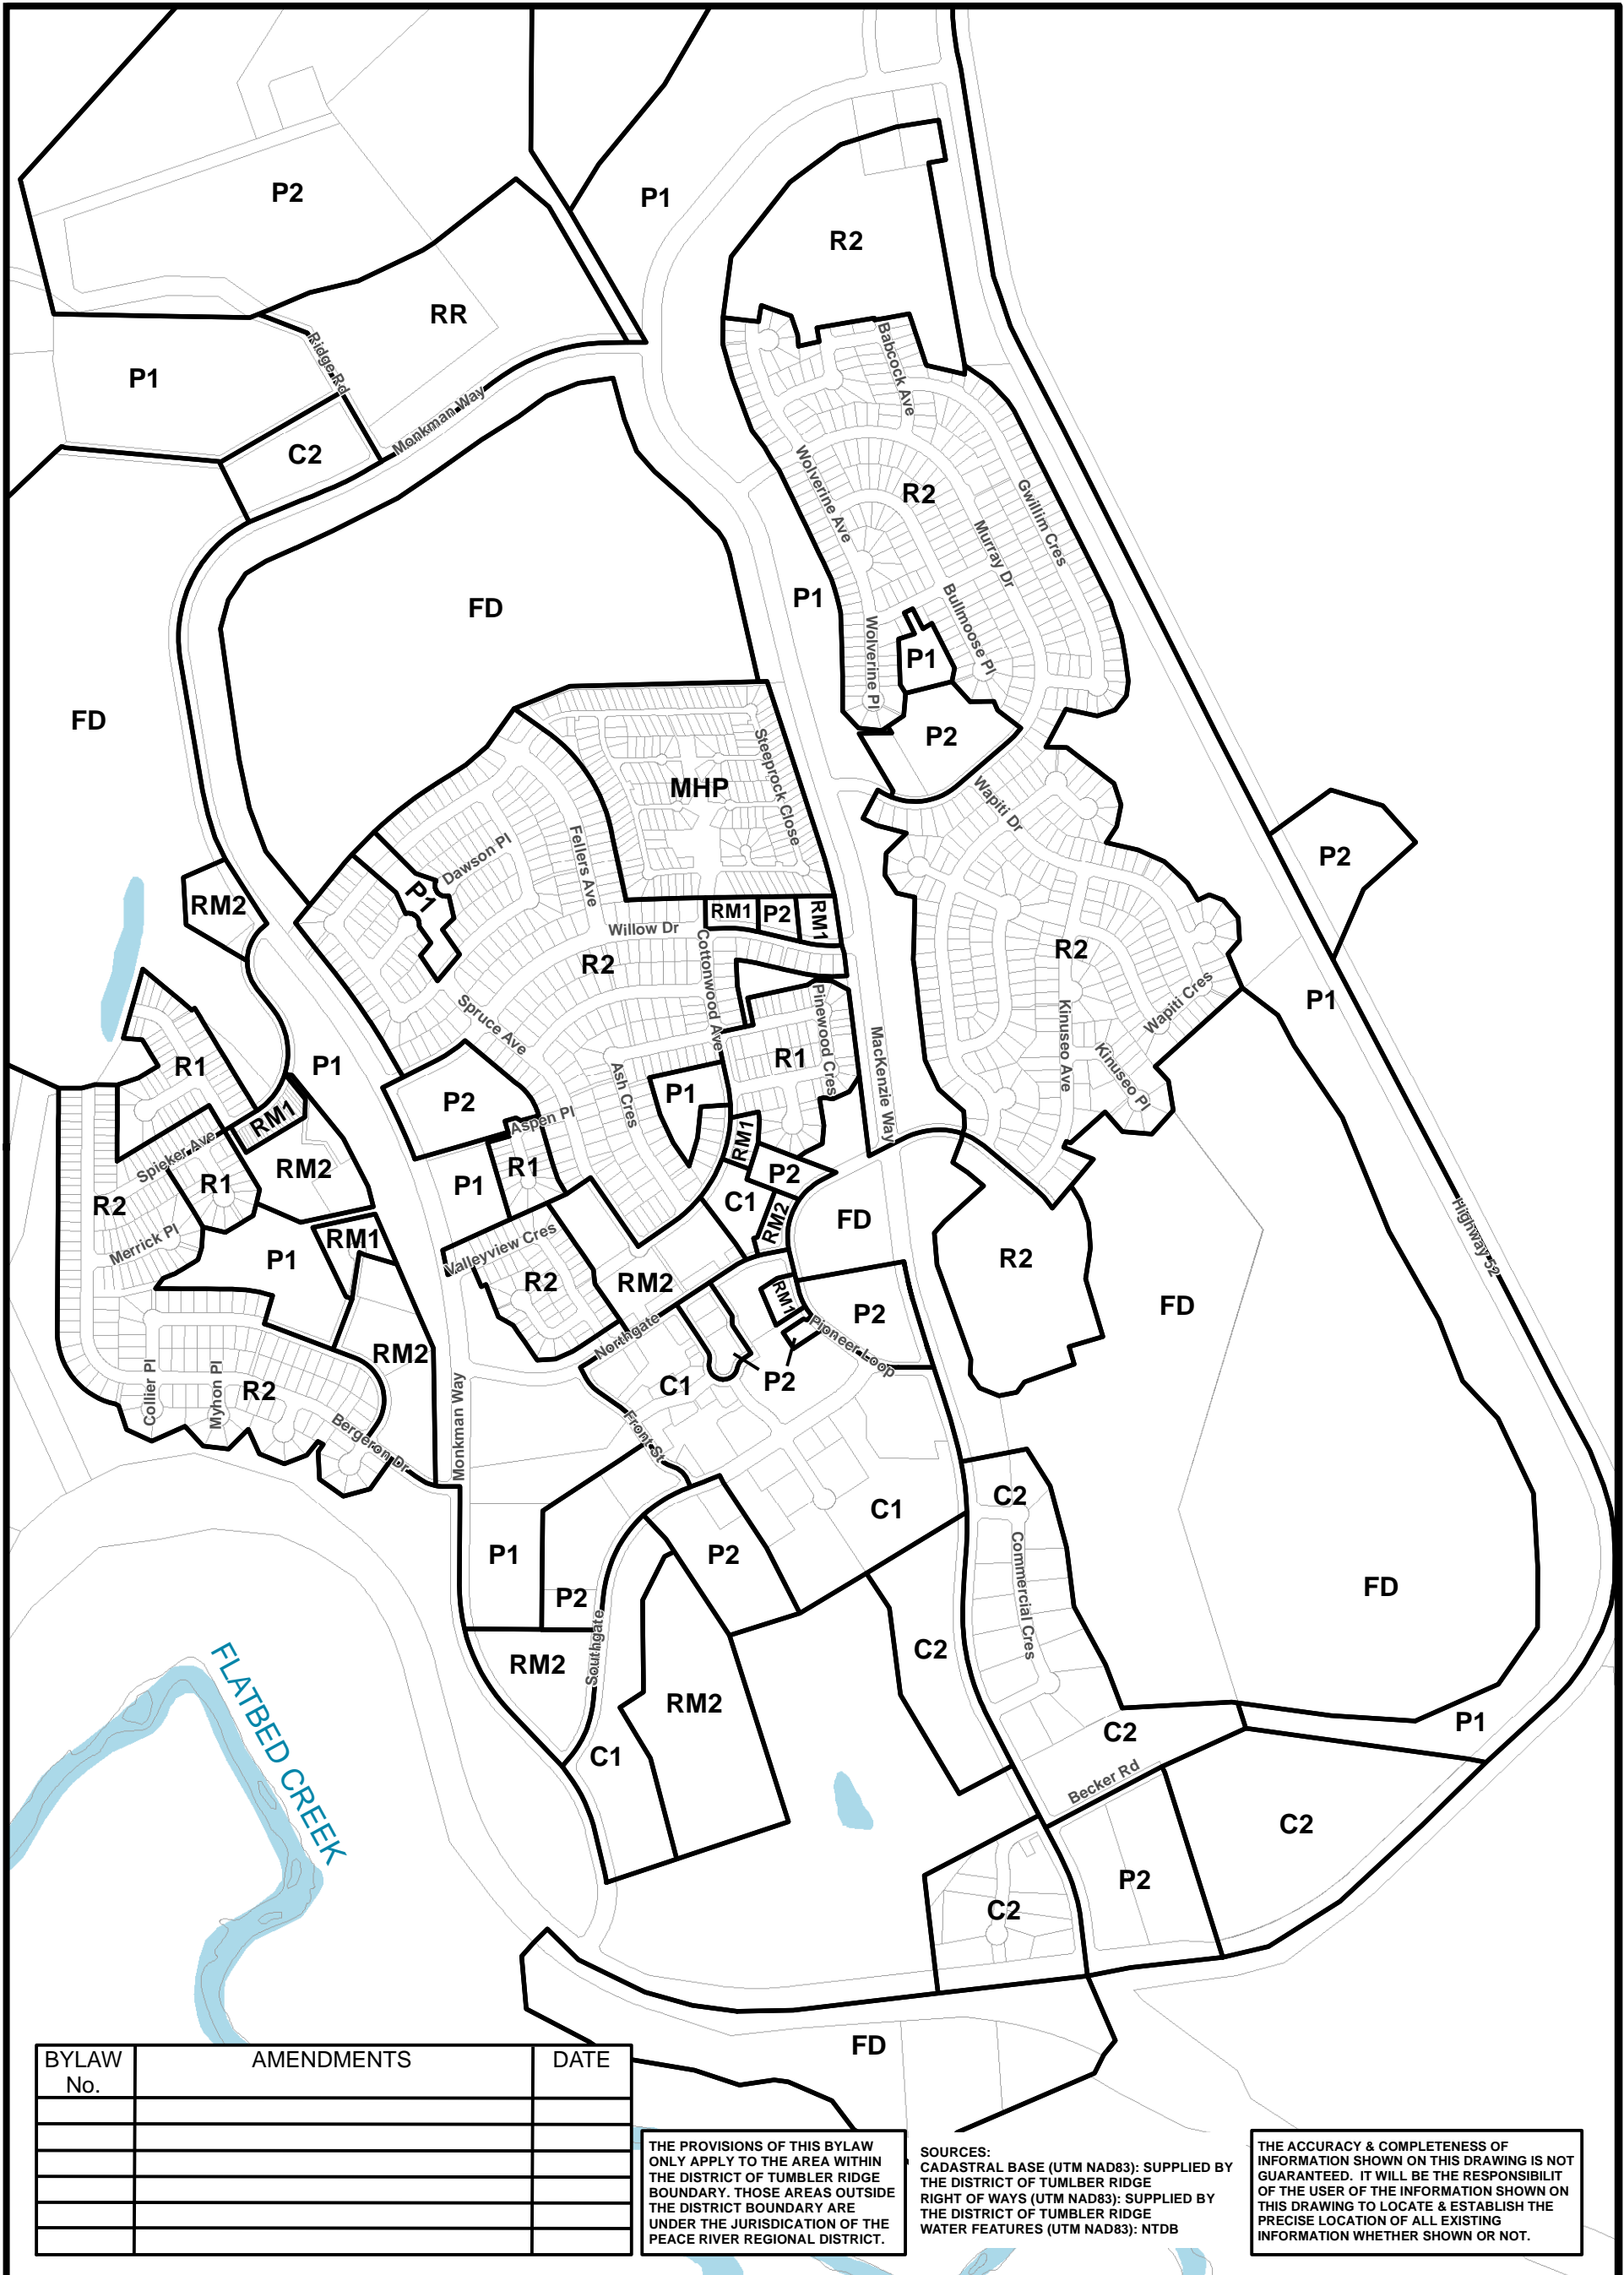 P2
P1
R2
RR
Ridge Rd
Babcock Ave
P1
Monkman Way
C2
Wolverine Ave
R2
Gwillim Cres
Murray Dr
FD
P1
Bullmoose Pl
Wolverine Pl
P1
FD
P2
Steeprock Close
MHP
Wapiti Dr
Fellers Ave
Dawson Pl
P2
P1
RM2
RM1
P2
RM1
Willow Dr
Cottonwood Ave
R2
R2
Wapiti Cres
P1
Spruce Ave
Pinewood Cres
Kinuseo Ave
MacKenzie Way
R1
P1
R1
Kinuseo Pl
Ash Cres
P1
P2
RM1
Aspen Pl
RM1
Spieker Ave
RM2
R1
P1
R1
P2
R2
C1
RM2
FD
Highway 52
Merrick Pl
RM1
Valleyview Cres
P1
R2
RM2
R2
RM1
FD
P2
Northgate
Pioneer Loop
RM2
P2
C1
Collier Pl
Myhon Pl
R2
Monkman Way
Bergeron Dr
Front St
C2
C1
Commercial Cres
P1
P2
P2
FD
Southgate
RM2
C2
RM2
FLATBED CREEK
P1
C2
C1
Becker Rd
C2
P2
C2
FD
BYLAW No.
AMENDMENTS
DATE
THE PROVISIONS OF THIS BYLAW
ONLY APPLY TO THE AREA WITHIN
THE DISTRICT OF TUMBLER RIDGE
BOUNDARY. THOSE AREAS OUTSIDE
THE DISTRICT BOUNDARY ARE
UNDER THE JURISDICATION OF THE
PEACE RIVER REGIONAL DISTRICT.
SOURCES:
CADASTRAL BASE (UTM NAD83): SUPPLIED BY
THE DISTRICT OF TUMLBER RIDGE
RIGHT OF WAYS (UTM NAD83): SUPPLIED BY
THE DISTRICT OF TUMBLER RIDGE
WATER FEATURES (UTM NAD83): NTDB
THE ACCURACY & COMPLETENESS OF
INFORMATION SHOWN ON THIS DRAWING IS NOT
GUARANTEED. IT WILL BE THE RESPONSIBILIT
OF THE USER OF THE INFORMATION SHOWN ON
THIS DRAWING TO LOCATE & ESTABLISH THE
PRECISE LOCATION OF ALL EXISTING
INFORMATION WHETHER SHOWN OR NOT.